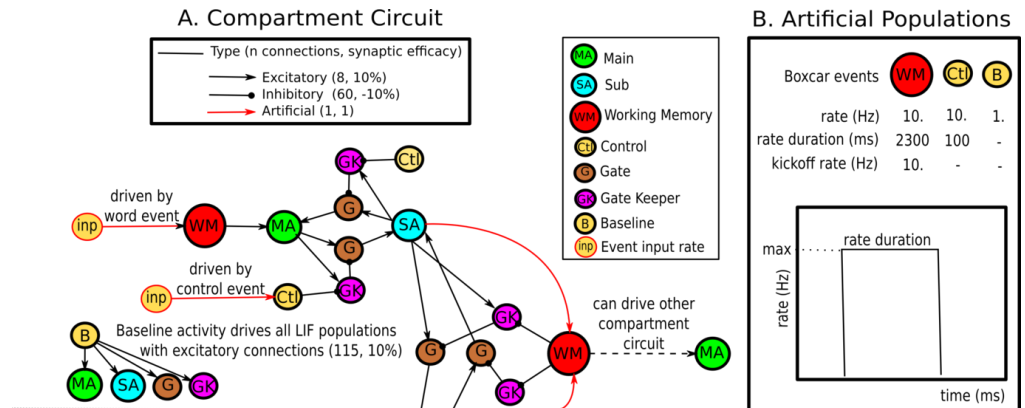 A. Compartment Circuit
Type (n connections, synaptic efficacy)
Excitatory (8, 10%)
Inhibitory (60, -10%)
Artificial (1, 1)
MA Main
SA Sub
WM Working Memory
Ctl Control
G Gate
GK Gate Keeper
B Baseline
inp Event input rate
GK
Ctl
driven by
word event
inp
WM
MA
G
SA
G
driven by
control event
inp
Ctl
GK
can drive other
compartment
circuit
GK
G
G
WM
MA
GK
B
Baseline activity drives all LIF populations
with excitatory connections (115, 10%)
MA
SA
G
GK
B. Artificial Populations
Boxcar events WM Ctl B
rate (Hz) 10. 10. 1.
rate duration (ms) 2300 100 -
kickoff rate (Hz) 10. - -
max
rate duration
rate (Hz)
time (ms)